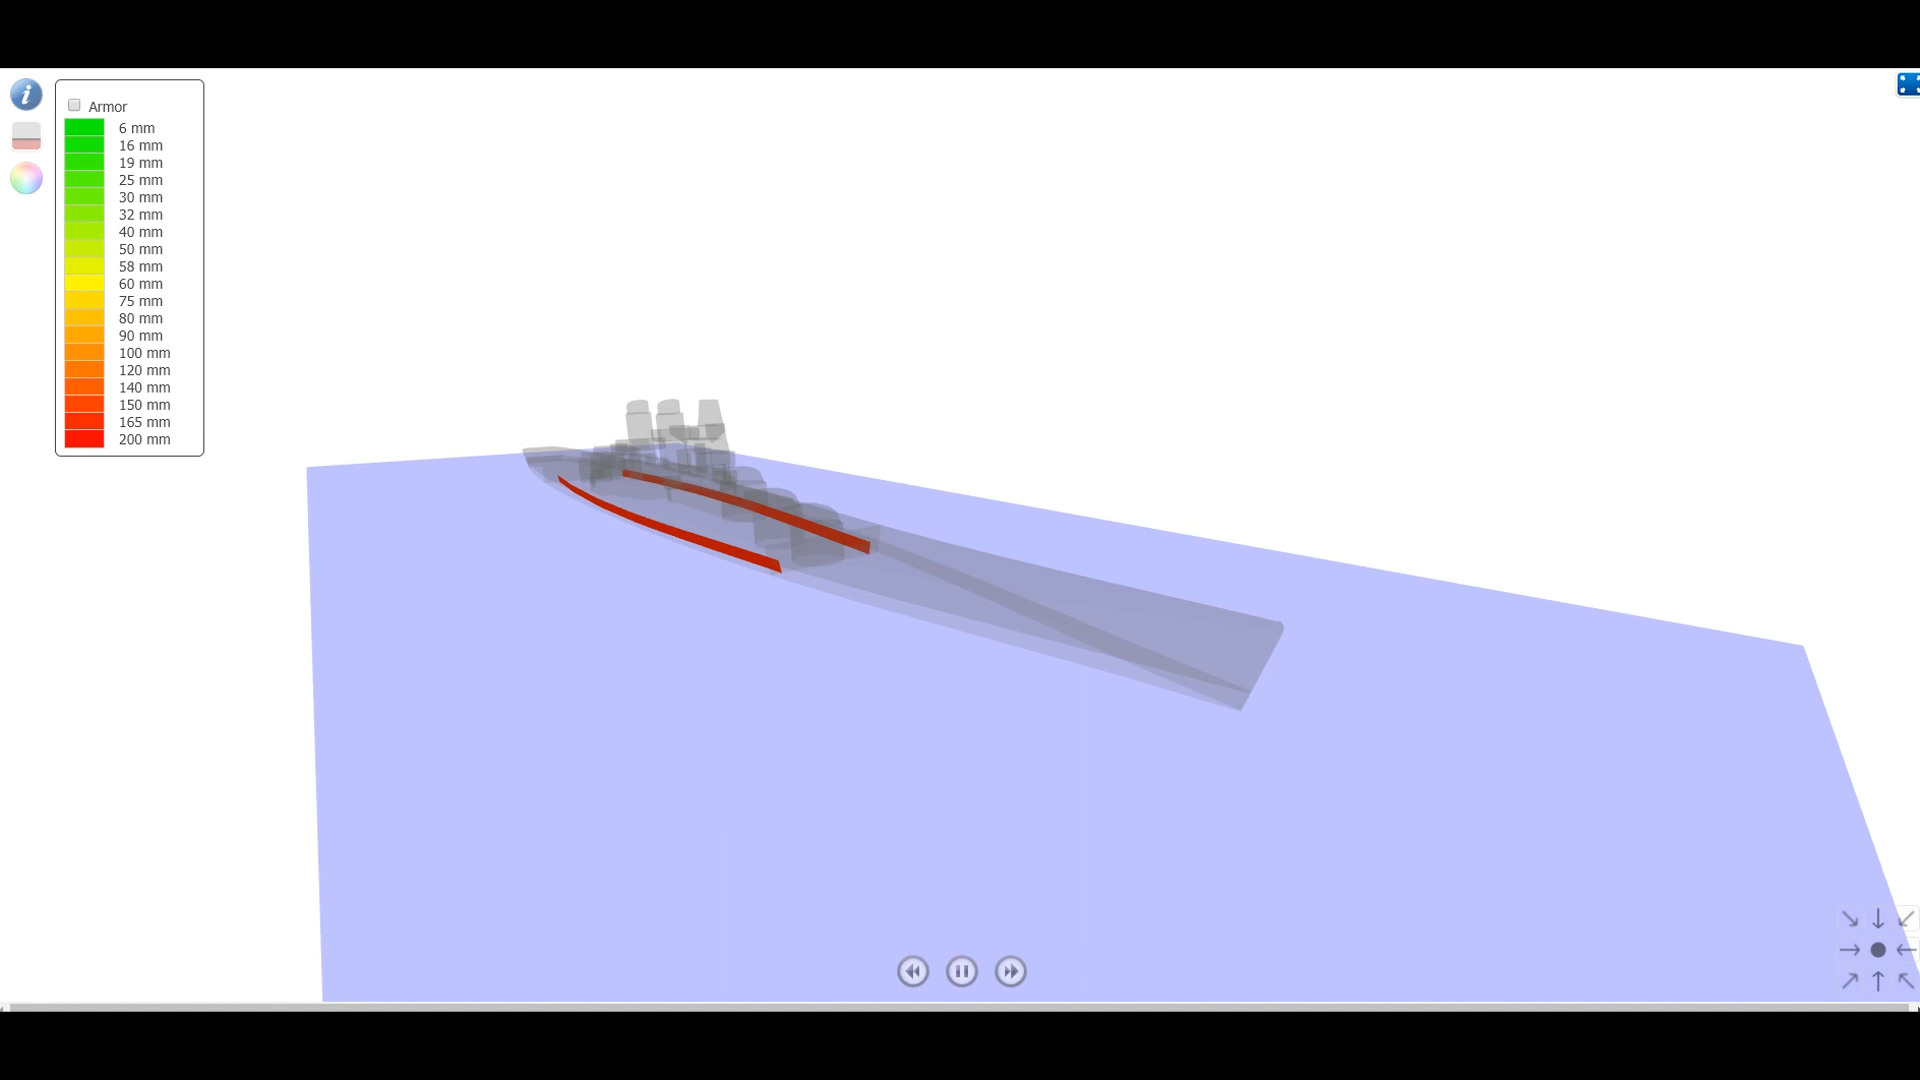 i
Armor
6 mm
16 mm
19 mm
25 mm
30 mm
32 mm
40 mm
50 mm
58 mm
60 mm
75 mm
80 mm
90 mm
100 mm
120 mm
140 mm
150 mm
165 mm
200 mm